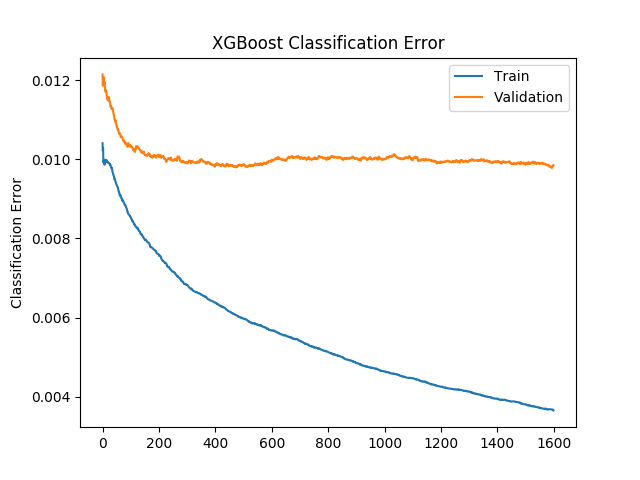 XGBoost Classification Error
Train
Validation
Classification Error
0.012
0.010
0.008
0.006
0.004
0 200 400 600 800 1000 1200 1400 1600